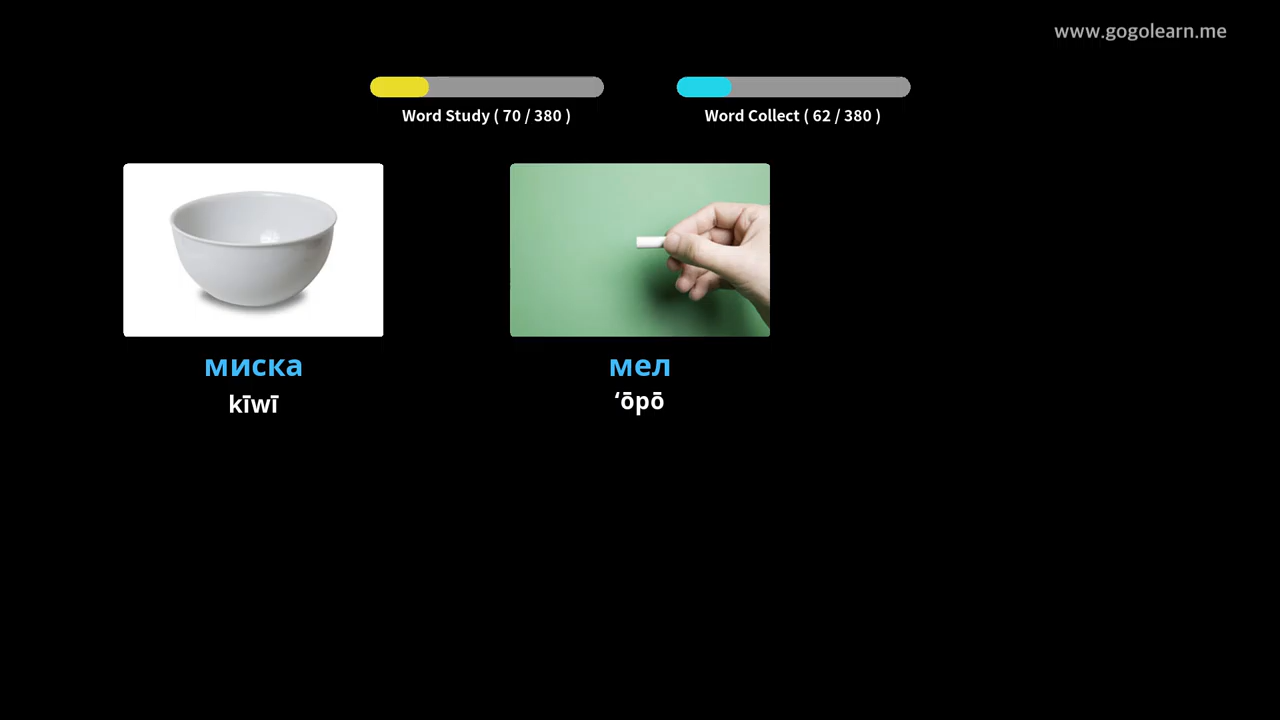 www.gogolearn.me
Word Study ( 70 / 380 )
Word Collect ( 62 / 380 )
миска
kīwī
мел
ʻōpō